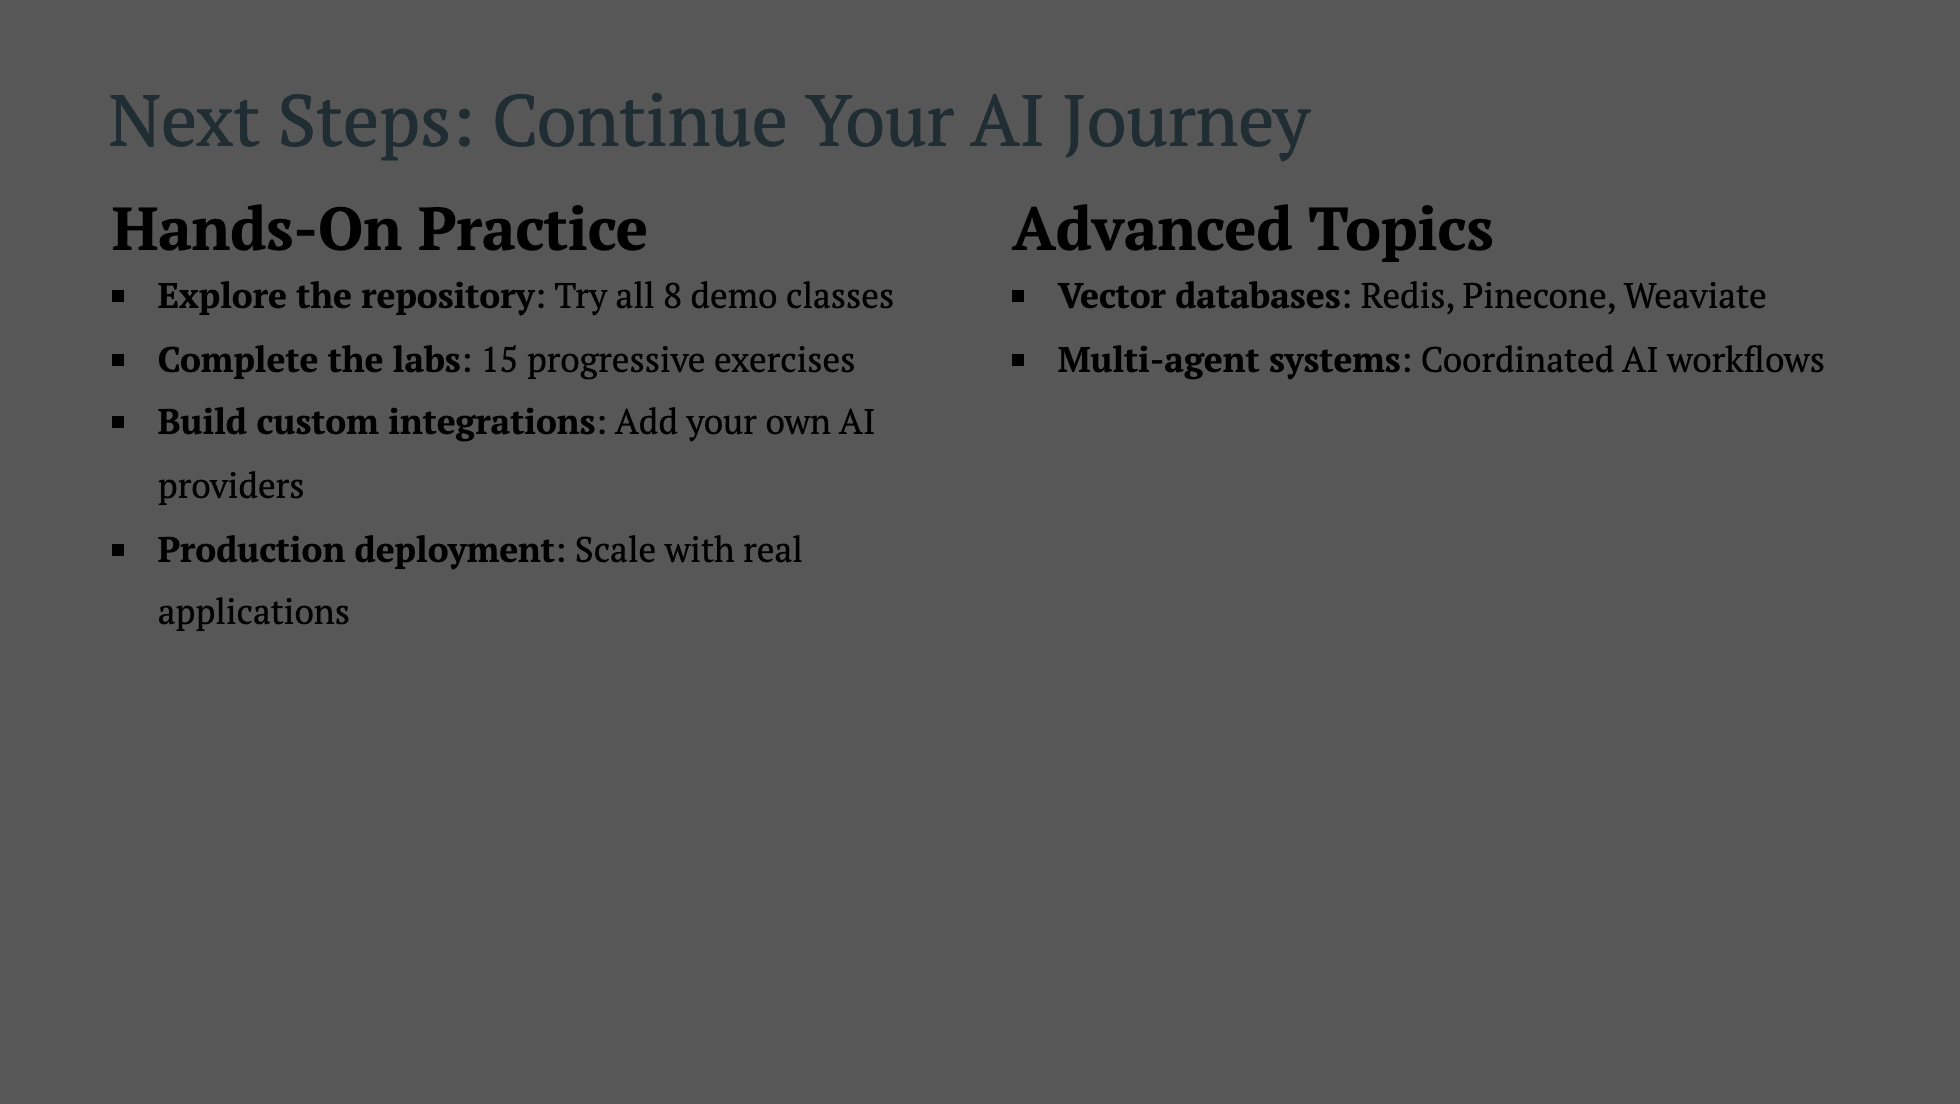 Next Steps: Continue Your AI Journey
Hands-On Practice
▪ Explore the repository: Try all 8 demo classes
▪ Complete the labs: 15 progressive exercises
▪ Build custom integrations: Add your own AI
providers
▪ Production deployment: Scale with real
applications
Advanced Topics
▪ Vector databases: Redis, Pinecone, Weaviate
▪ Multi-agent systems: Coordinated AI workflows